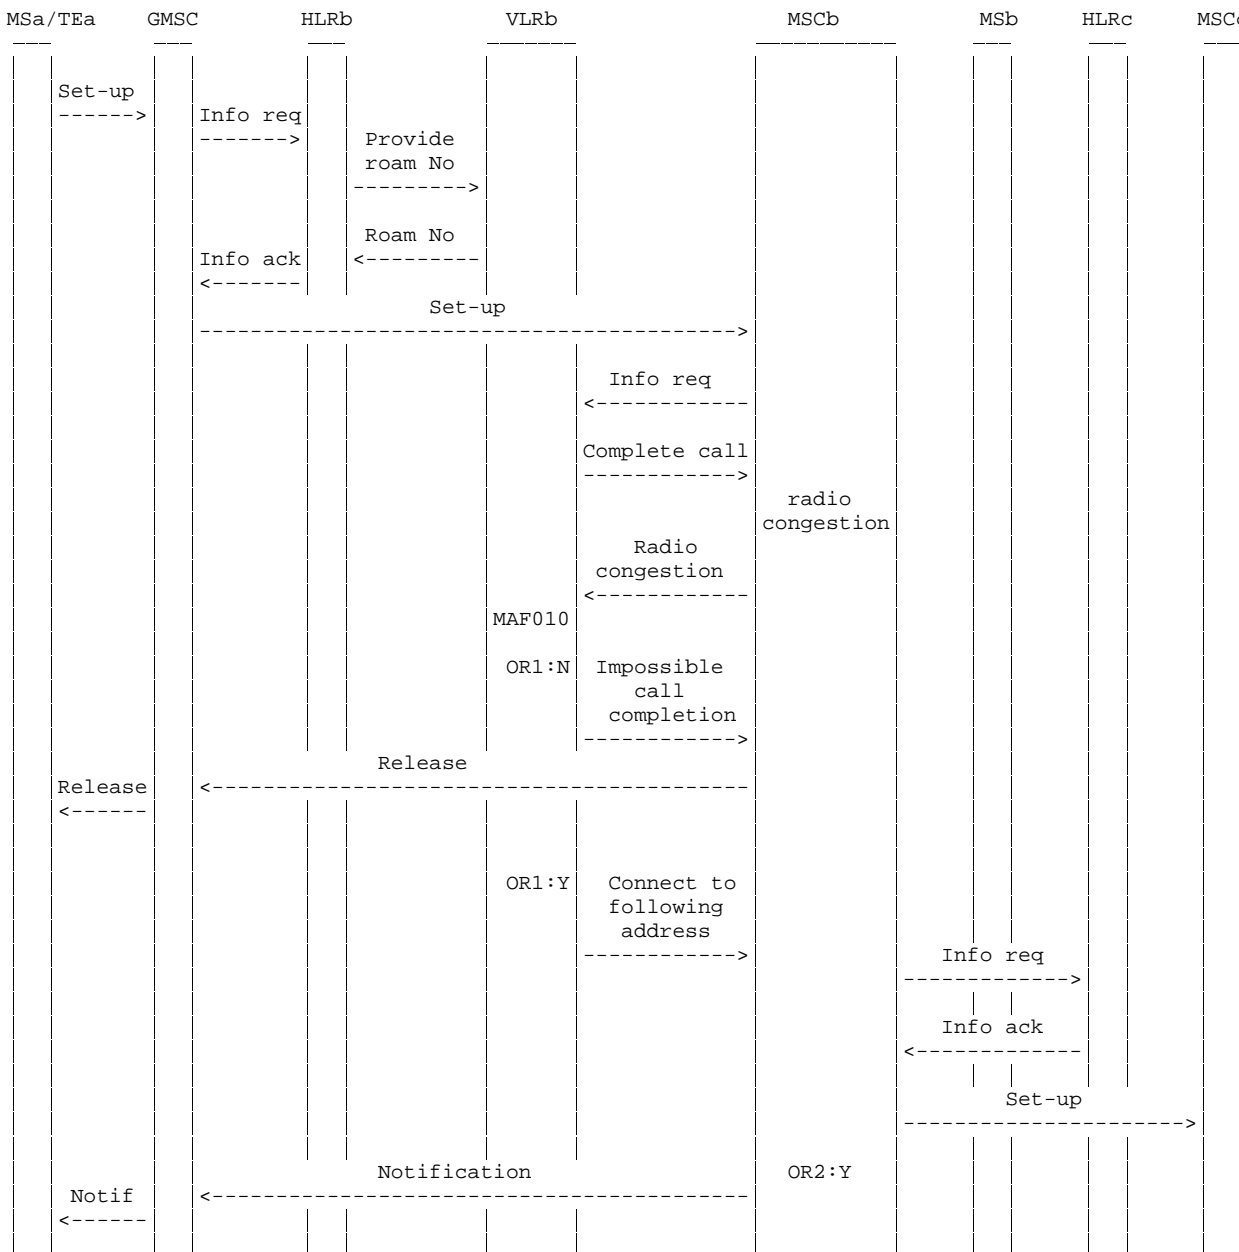 MSa/TEa GMSC HLRb VLRb MSCb MSb HLRc MSCc
Set-up
------> Info req
-------> Provide
roam No
--------->
Roam No
Info ack <---------
<-------
Set-up
------------------------------------------>
Info req
<------------
Complete call
------------>
radio
congestion
Radio
congestion
<------------
MAF010
OR1:N Impossible
call
completion
------------>
Release
Release <------------------------------------------
<------
OR1:Y Connect to
following
address
------------> Info req
------------->
Info ack
<-------------
Set-up
---------------------->
Notification OR2:Y
Notif <------------------------------------------
<------